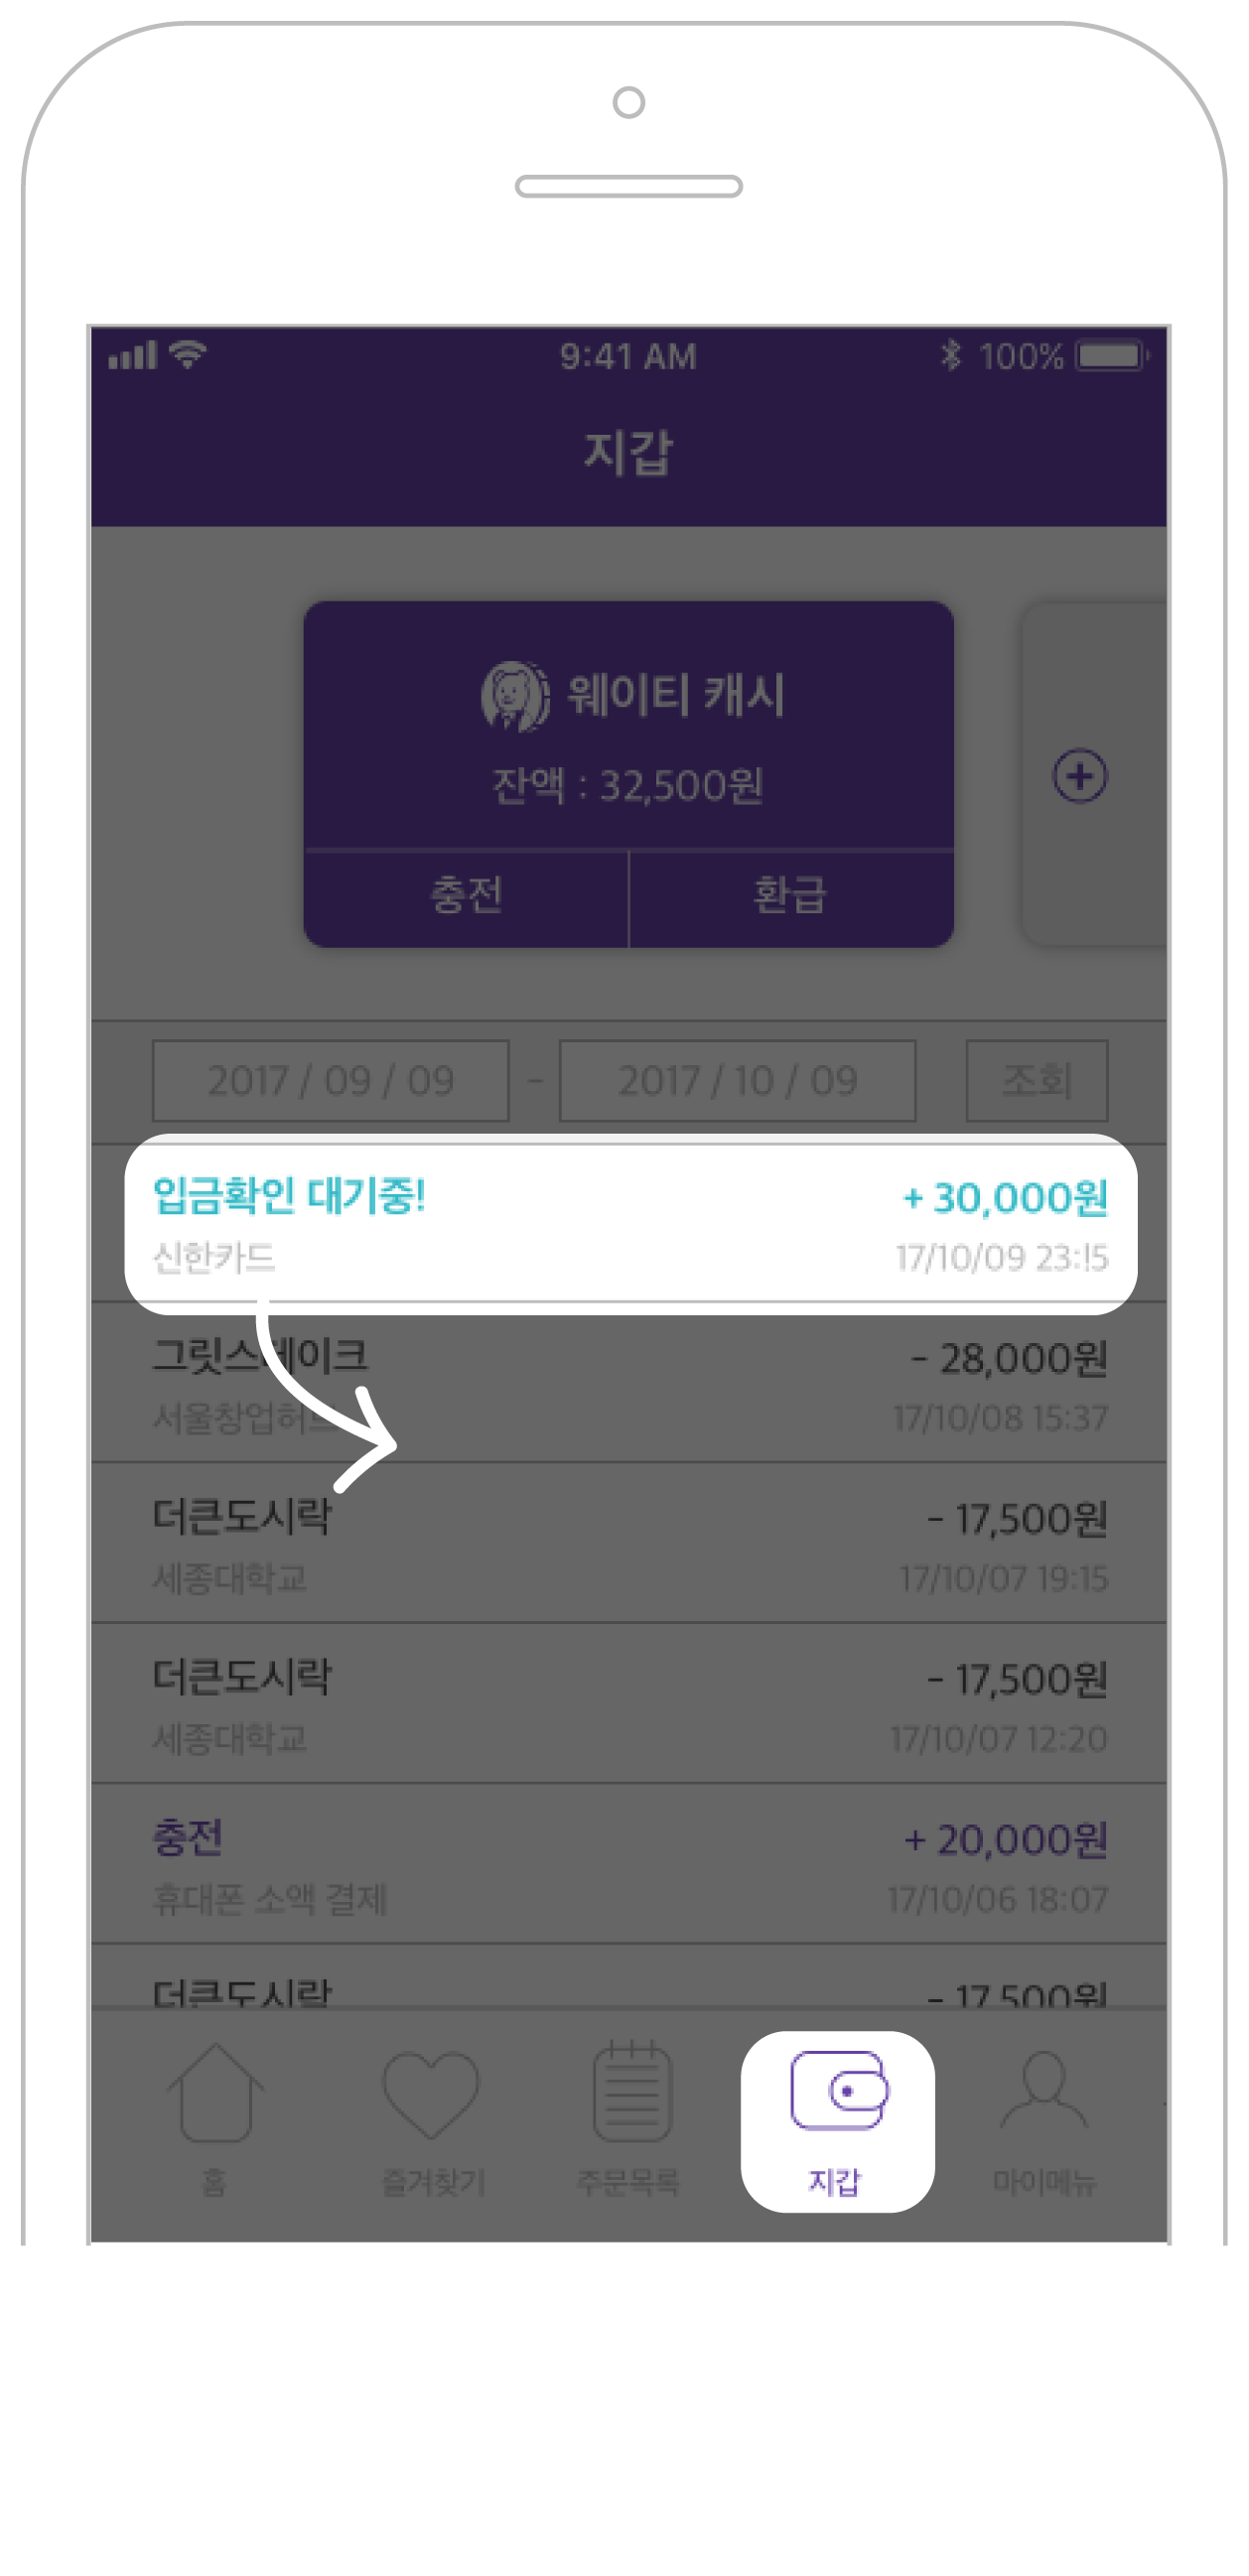 9:41 AM
100%
지갑
웨이티 캐시
잔액 : 32,500원
충전 환급
2017 / 09 / 09 - 2017 / 10 / 09 조회
입금확인 대기중! + 30,000원
신한카드 17/10/09 23:!5
그릿스테이크 - 28,000원
서울창업허브 17/10/08 15:37
더큰도시락 - 17,500원
세종대학교 17/10/07 19:15
더큰도시락 - 17,500원
세종대학교 17/10/07 12:20
충전 + 20,000원
휴대폰 소액 결제 17/10/06 18:07
더큰도시락 - 17,500원
홈 즐겨찾기 주문목록 지갑 마이메뉴